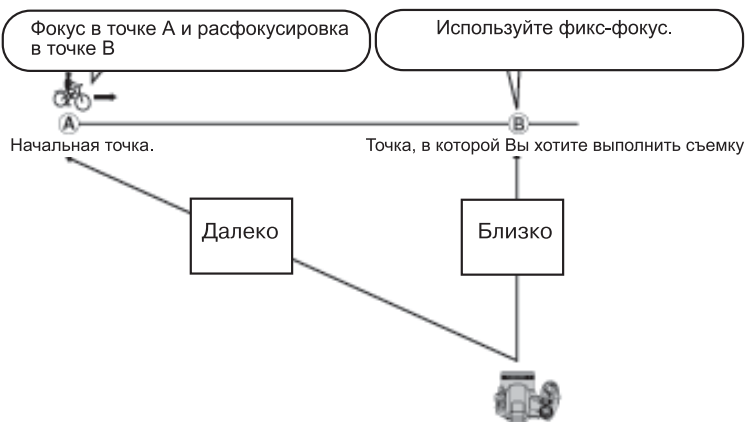 Фокус в точке А и расфокусировка
в точке В
Используйте фикс-фокус.
A
B
Начальная точка.
Точка, в которой Вы хотите выполнить съемку
Далеко
Близко